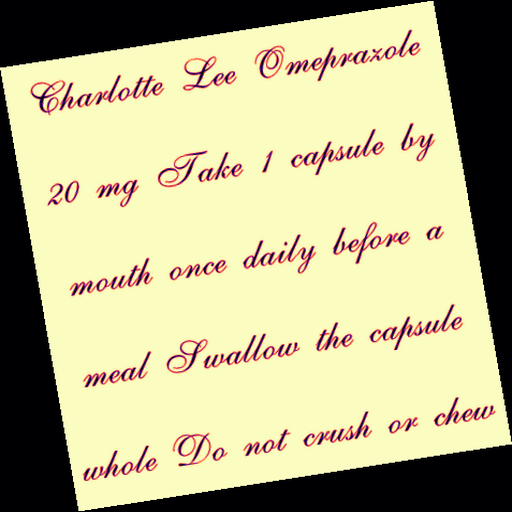 Charlotte Lee Omeprazole
20 mg Take 1 capsule by
mouth once daily before a
meal Swallow the capsule
whole Do not crush or chew